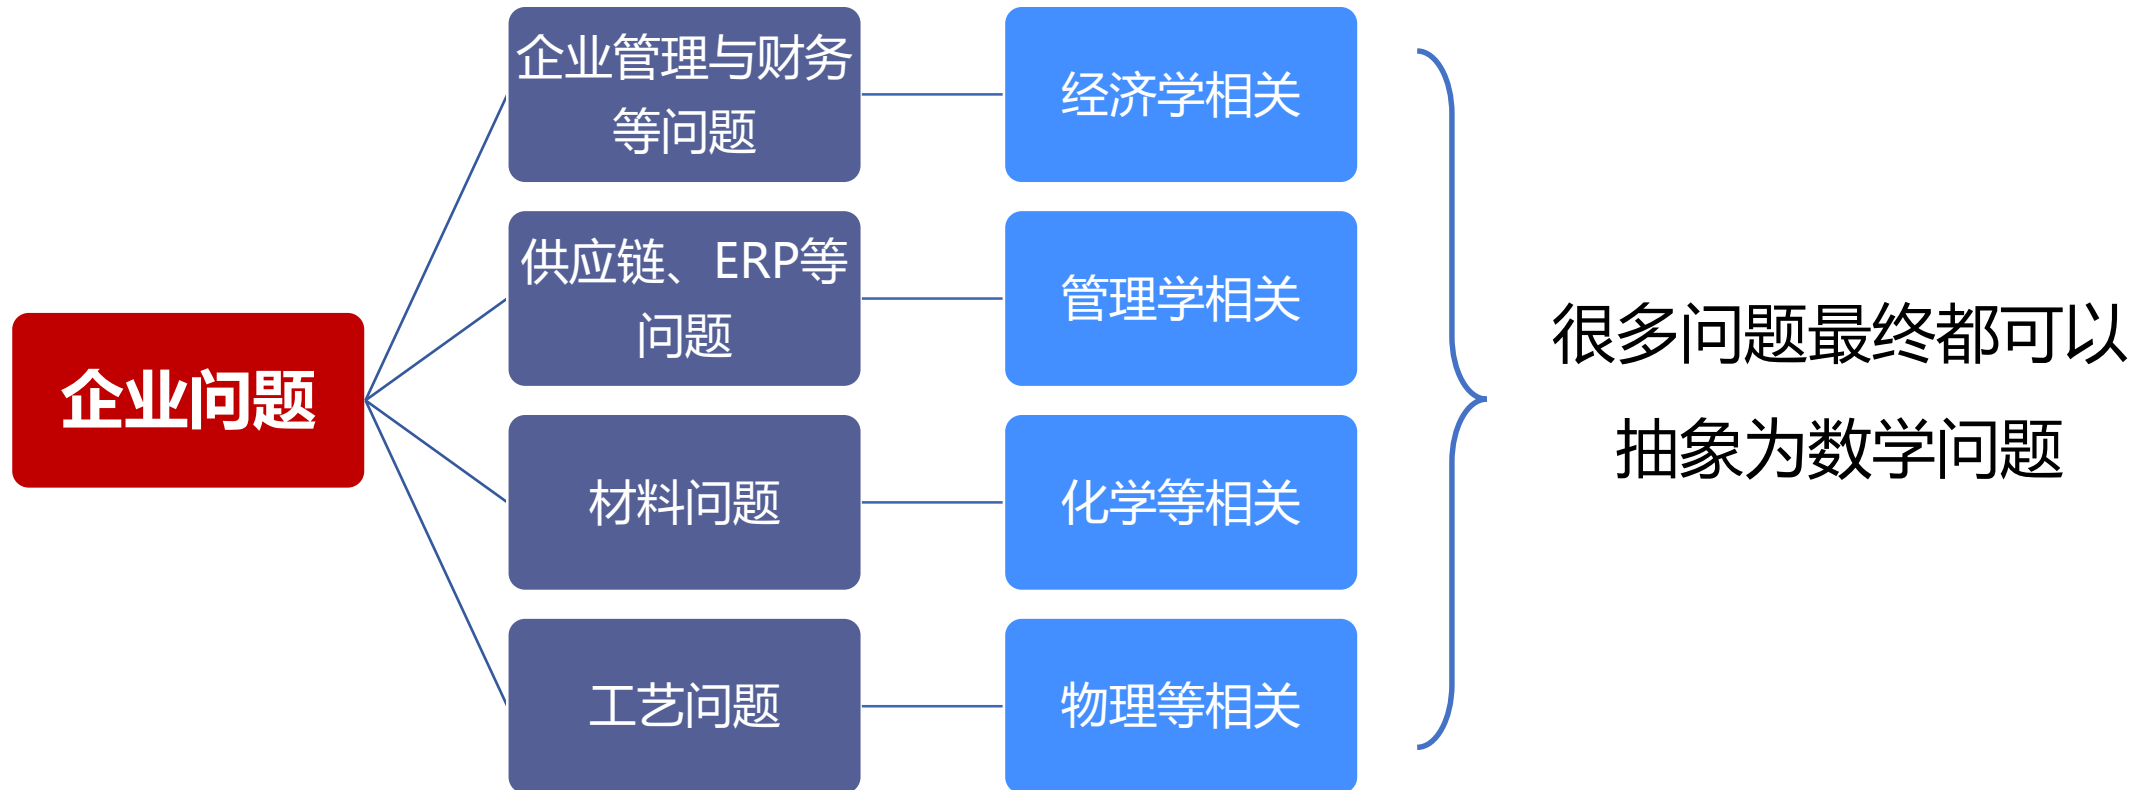 企业问题
企业管理与财务
等问题
经济学相关
供应链、ERP等
问题
管理学相关
材料问题
化学等相关
工艺问题
物理等相关
很多问题最终都可以
抽象为数学问题